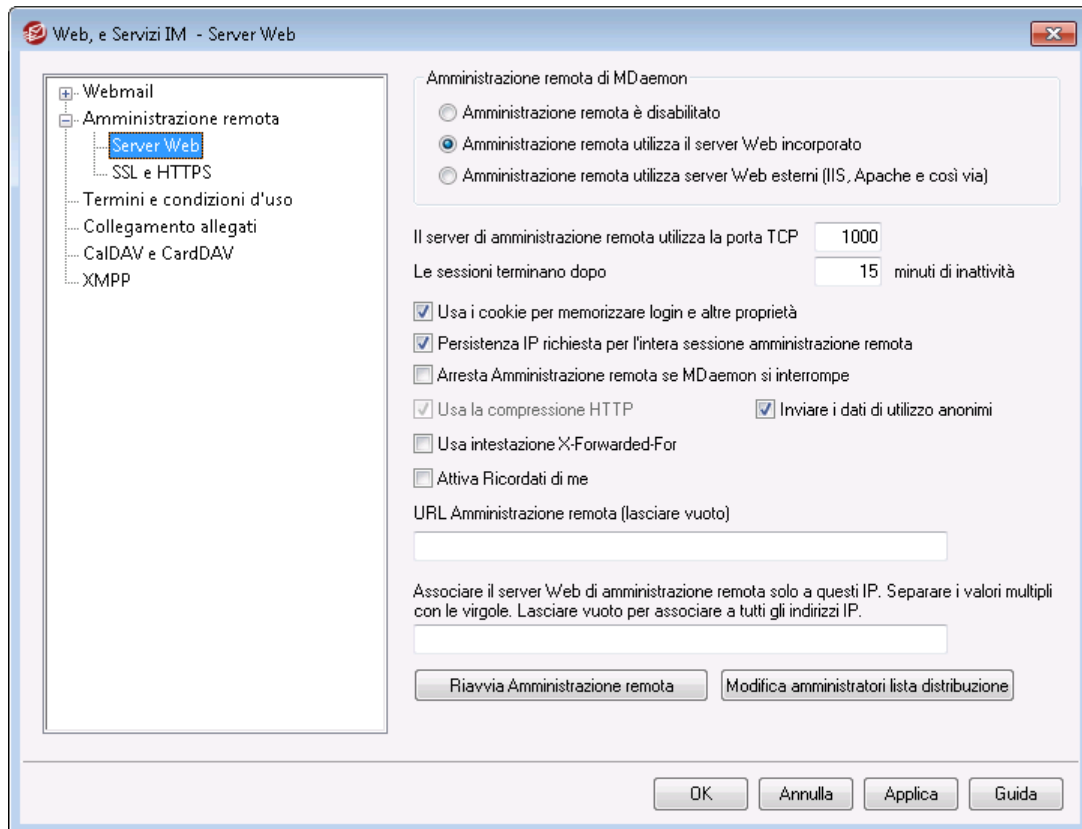 Web, e Servizi IM - Server Web
Webmail
Amministrazione remota
Server Web
SSL e HTTPS
Termini e condizioni d'uso
Collegamento allegati
CalDAV e CardDAV
XMPP
Amministrazione remota di MDaemon
Amministrazione remota è disabilitato
Amministrazione remota utilizza il server Web incorporato
Amministrazione remota utilizza server Web esterni (IIS, Apache e così via)
Il server di amministrazione remota utilizza la porta TCP 1000
Le sessioni terminano dopo 15 minuti di inattività
Usa i cookie per memorizzare login e altre proprietà
Persistenza IP richiesta per l'intera sessione amministrazione remota
Arresta Amministrazione remota se MDaemon si interrompe
Usa la compressione HTTP Inviare i dati di utilizzo anonimi
Usa intestazione X-Forwarded-For
Attiva Ricordati di me
URL Amministrazione remota (lasciare vuoto)
Associare il server Web di amministrazione remota solo a questi IP. Separare i valori multipli
con le virgole. Lasciare vuoto per associare a tutti gli indirizzi IP.
Riavvia Amministrazione remota Modifica amministratori lista distribuzione
OK Annulla Applica Guida